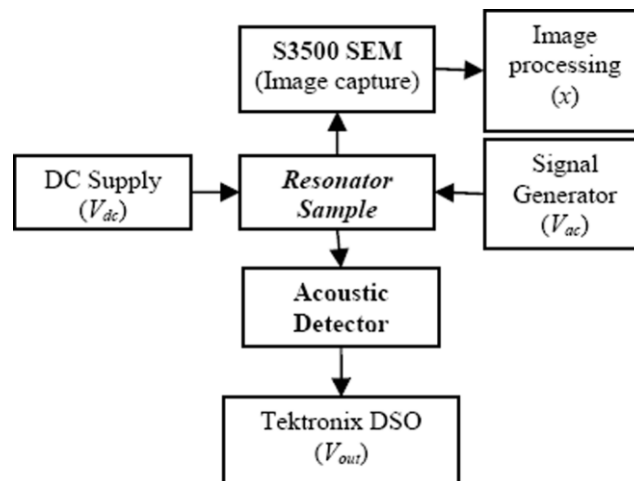 S3500 SEM
(Image capture)
Image
processing
(x)
DC Supply
(Vdc)
Resonator
Sample
Signal
Generator
(Vac)
Acoustic
Detector
Tektronix DSO
(Vout)